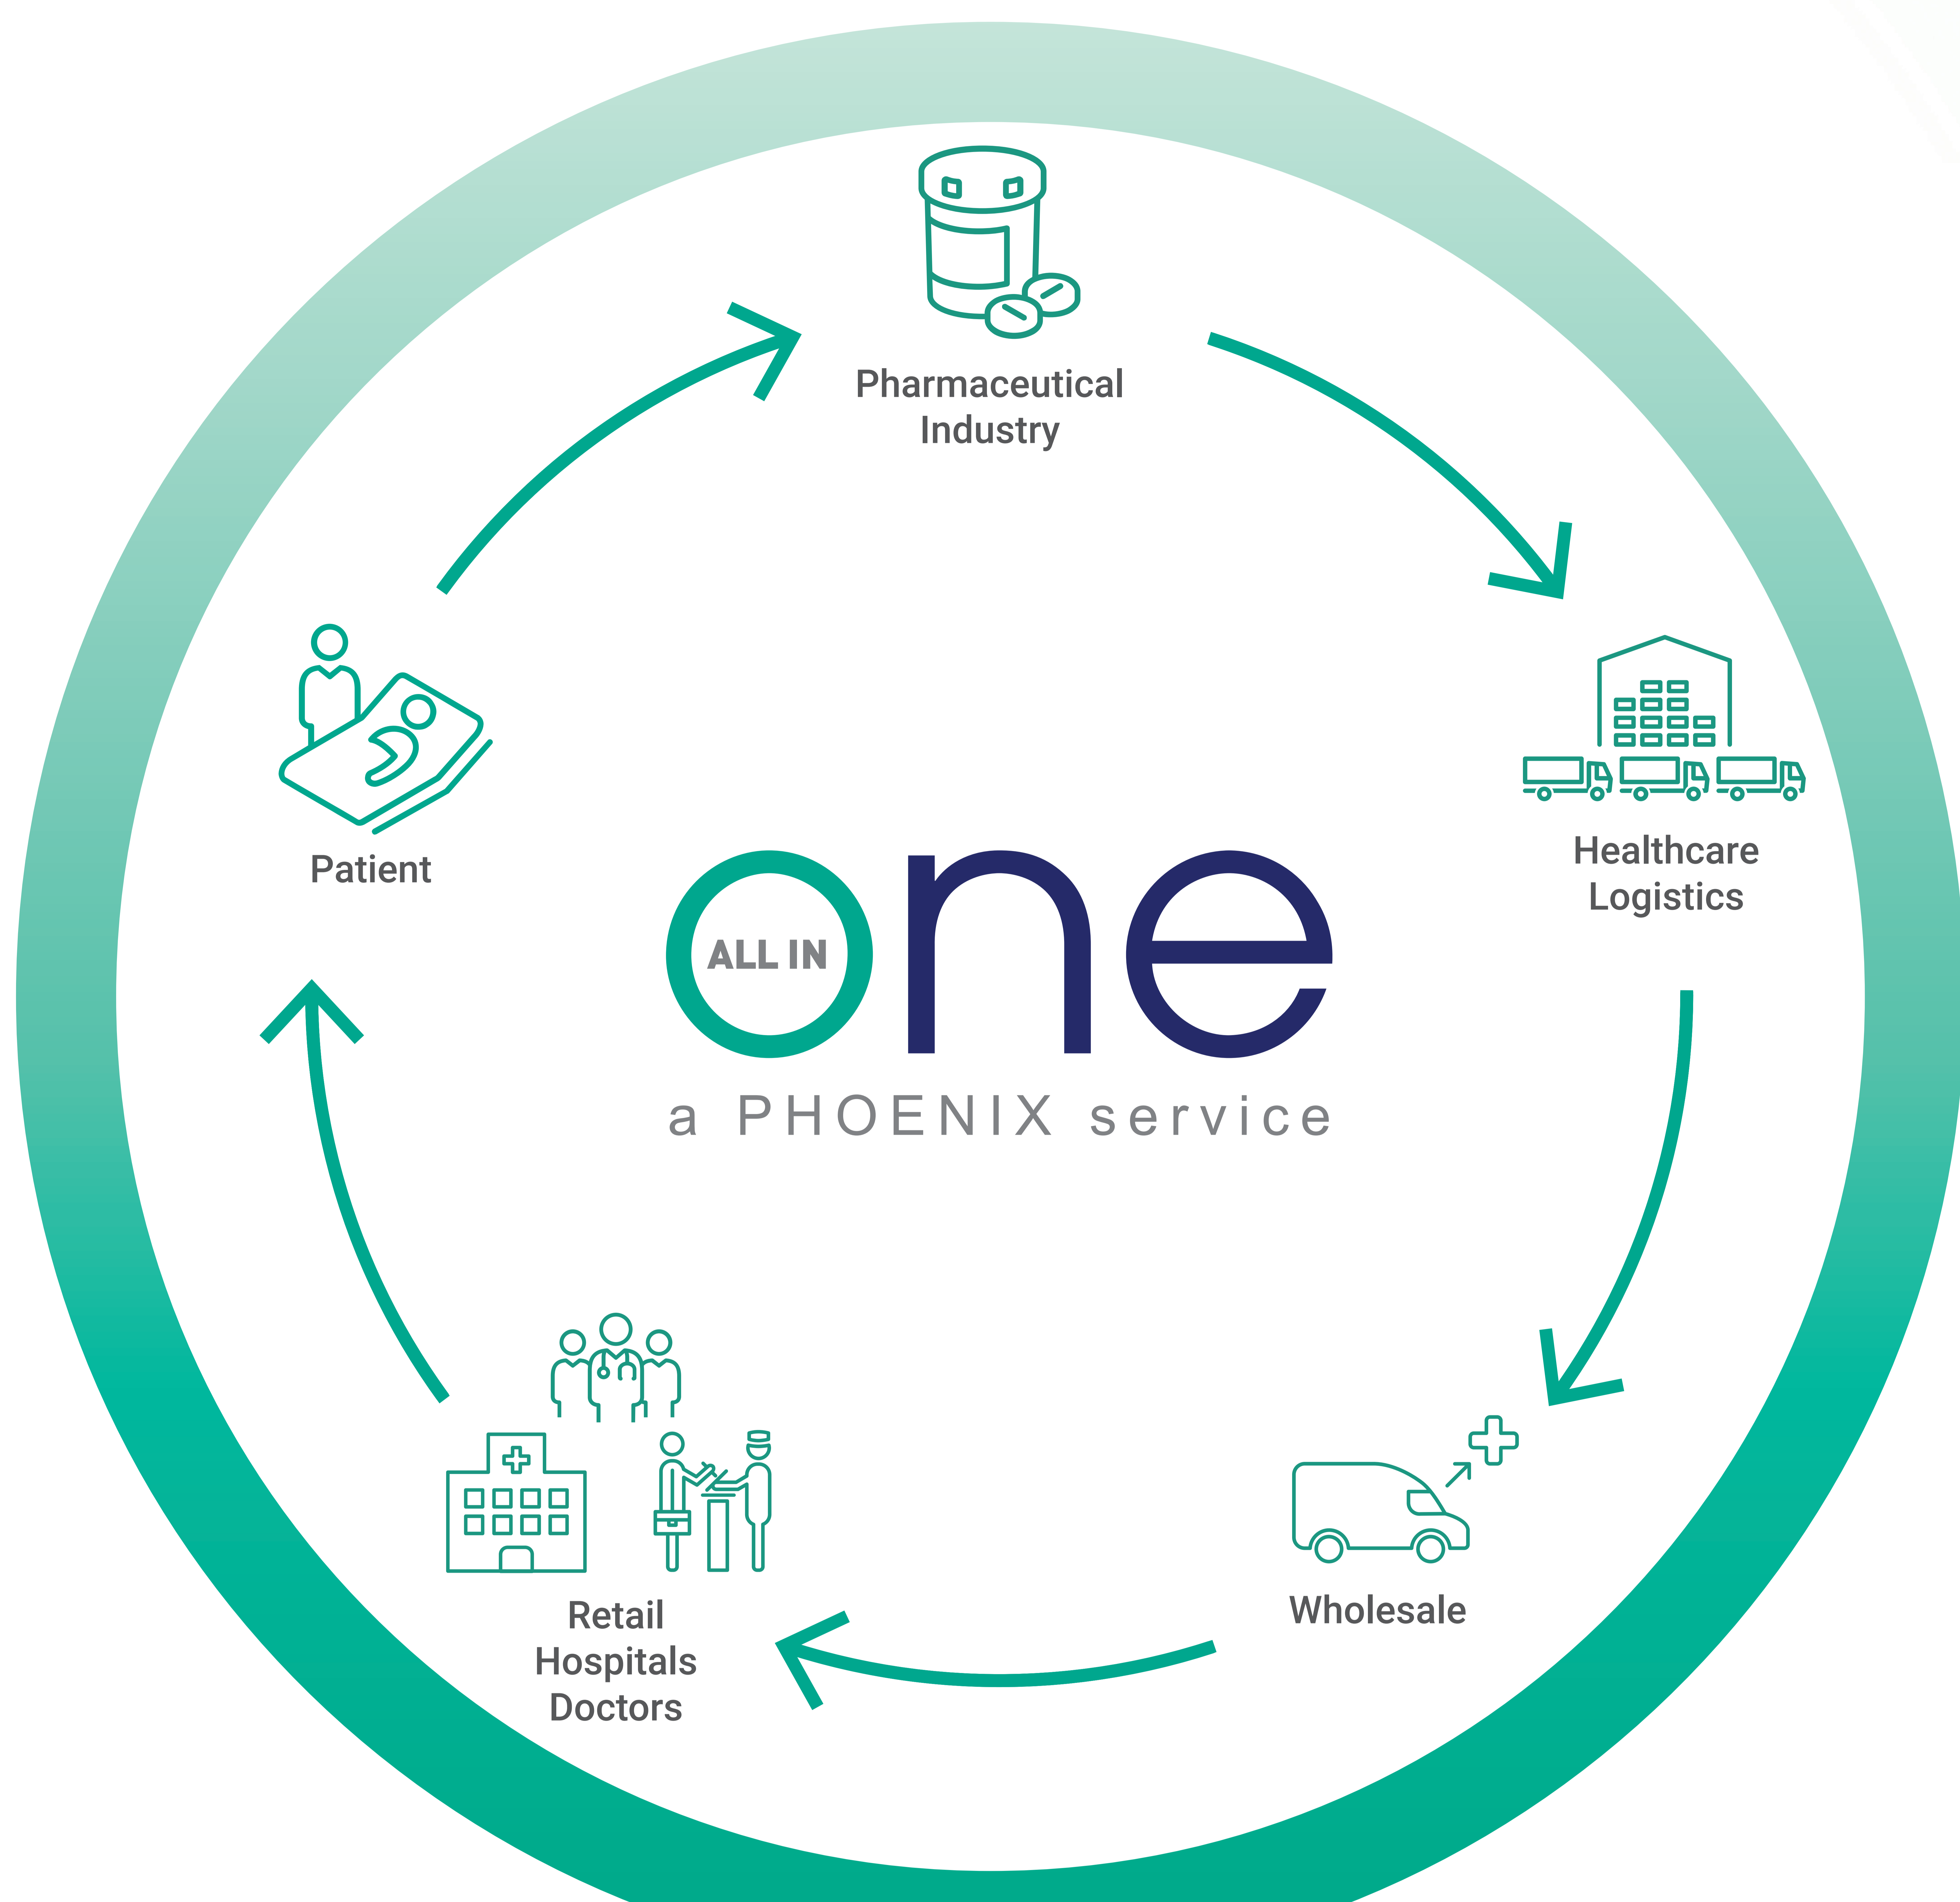 Pharmaceutical
Industry
Patient
Healthcare
Logistics
ALL IN
one
a PHOENIX service
Retail
Hospitals
Doctors
Wholesale